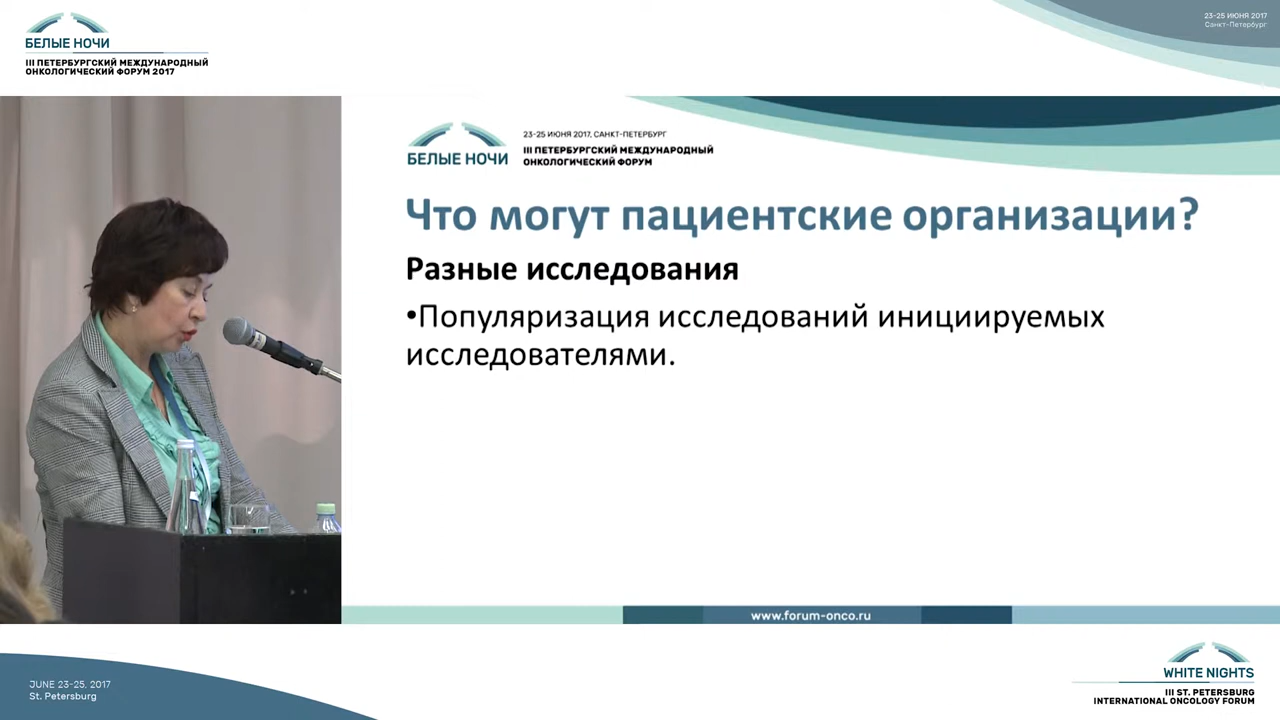 БЕЛЫЕ НОЧИ
III ПЕТЕРБУРГСКИЙ МЕЖДУНАРОДНЫЙ
ОНКОЛОГИЧЕСКИЙ ФОРУМ 2017
23-25 ИЮНЯ 2017
Санкт-Петербург
БЕЛЫЕ НОЧИ
23-25 ИЮНЯ 2017, САНКТ-ПЕТЕРБУРГ
III ПЕТЕРБУРГСКИЙ МЕЖДУНАРОДНЫЙ
ОНКОЛОГИЧЕСКИЙ ФОРУМ
Что могут пациентские организации?
Разные исследования
•Популяризация исследований инициируемых
исследователями.
www.forum-onco.ru
JUNE 23-25, 2017
St. Petersburg
WHITE NIGHTS
III ST. PETERSBURG
INTERNATIONAL ONCOLOGY FORUM